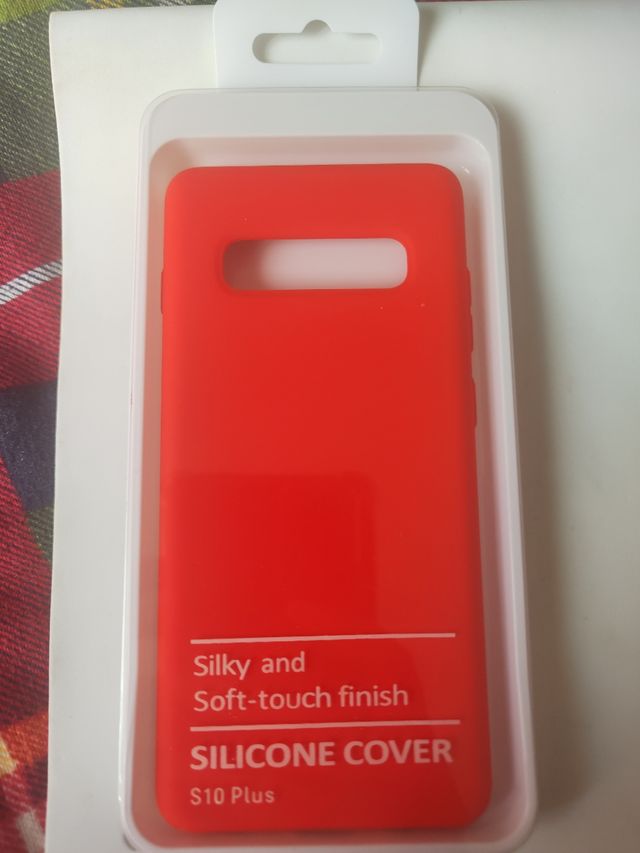 Silky and
Soft-touch finish
SILICONE COVER
S10 Plus